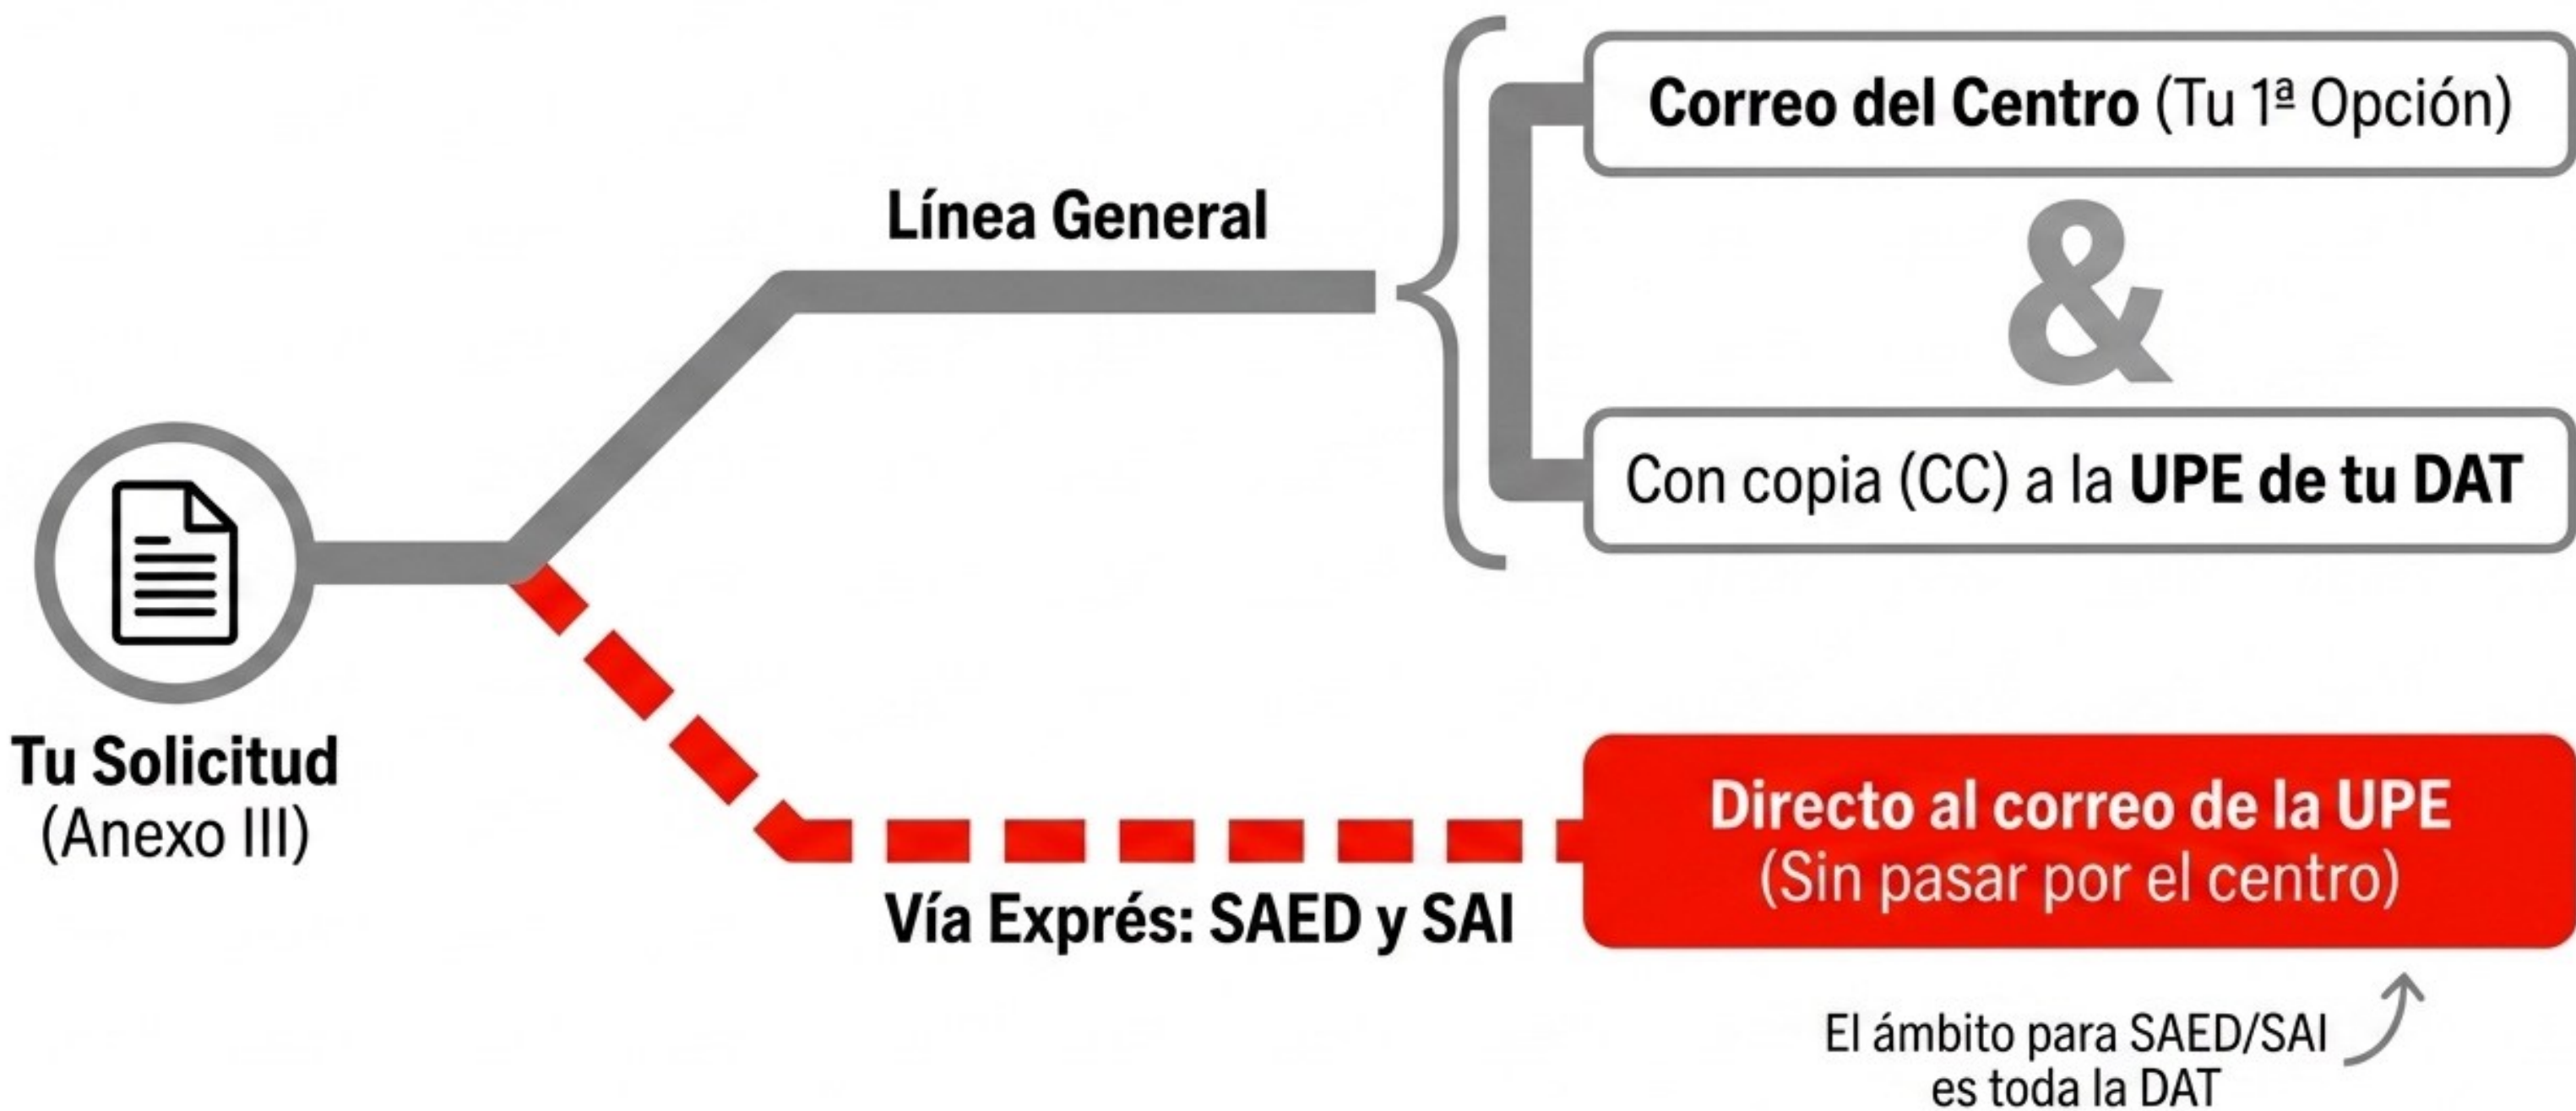 Correo del Centro (Tu 1ª Opción)
Línea General
&
Con copia (CC) a la UPE de tu DAT
Tu Solicitud
(Anexo III)
Directo al correo de la UPE
(Sin pasar por el centro)
Vía Exprés: SAED y SAI
El ámbito para SAED/SAI
es toda la DAT